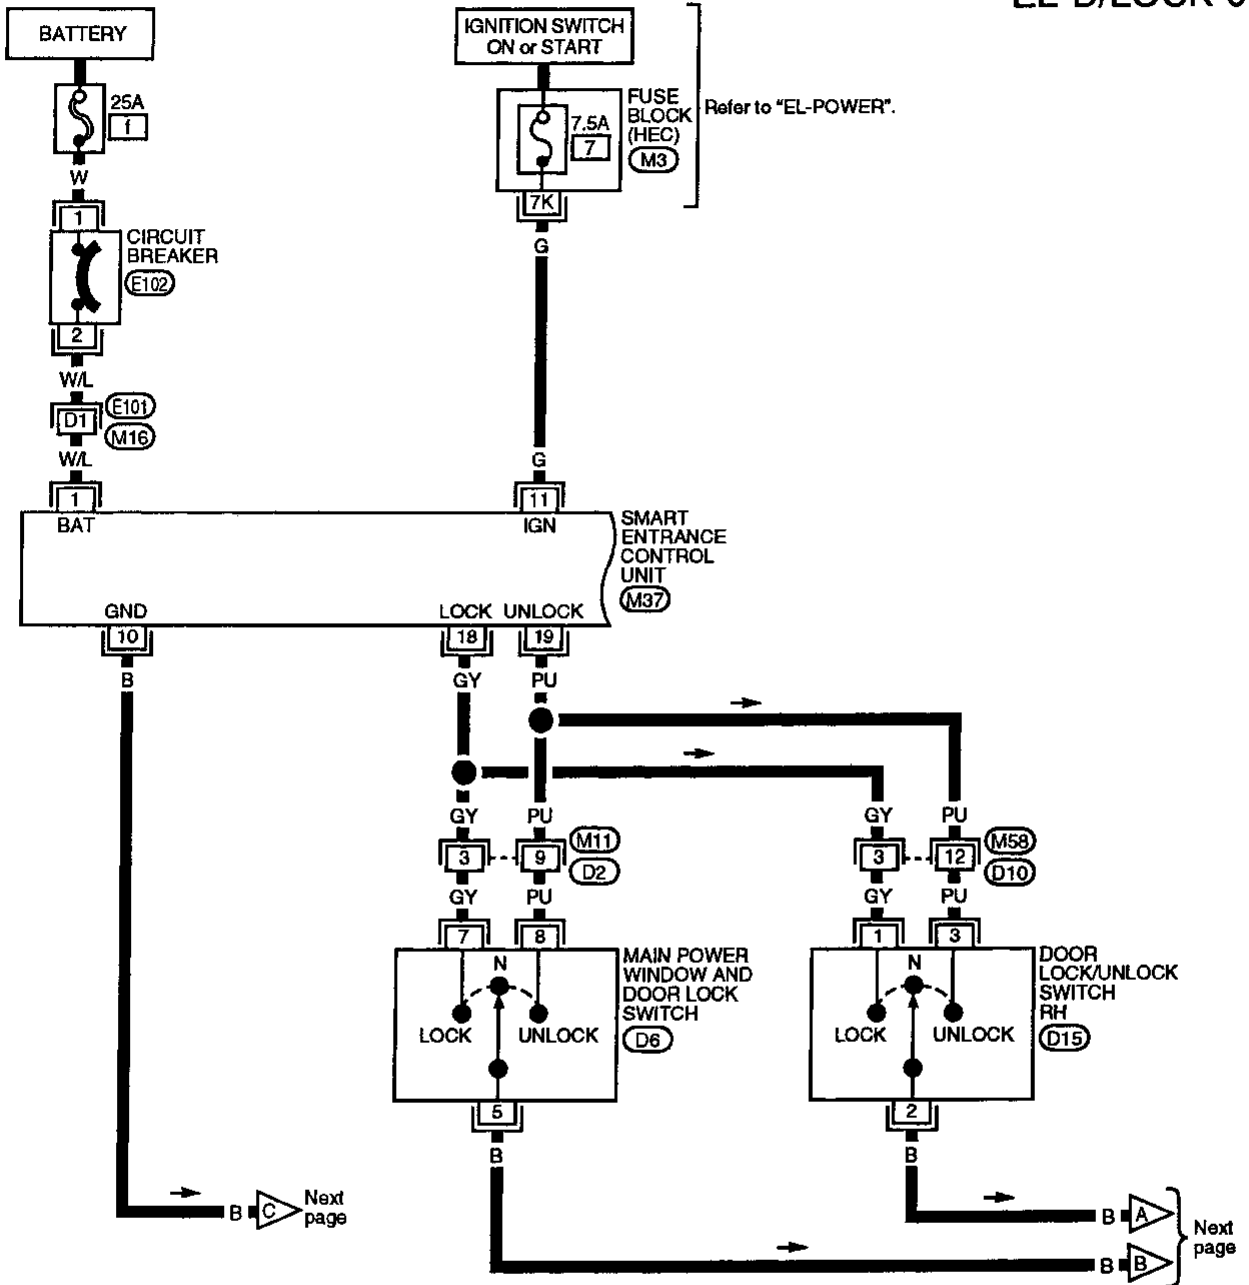 EL-D/LOCK-0
BATTERY
25A
f
W
1
CIRCUIT
BREAKER
E102
2
W/L
D1
E101
M16
W/L
1
BAT
IGNITION SWITCH
ON or START
FUSE
BLOCK
(HEC)
M3
7.5A
7
7K
Refer to "EL-POWER".
G
G
11
IGN
SMART
ENTRANCE
CONTROL
UNIT
M37
GND
LOCK
UNLOCK
10
18
19
B
GY
PU
GY
PU
GY
PU
3
9
M11
D2
3
12
M58
D10
GY
PU
GY
PU
7
8
1
3
N
LOCK
UNLOCK
MAIN POWER
WINDOW AND
DOOR LOCK
SWITCH
D6
N
LOCK
UNLOCK
DOOR
LOCK/UNLOCK
SWITCH
RH
D15
5
2
B
B
B
C
Next
page
B
A
B
B
Next
page